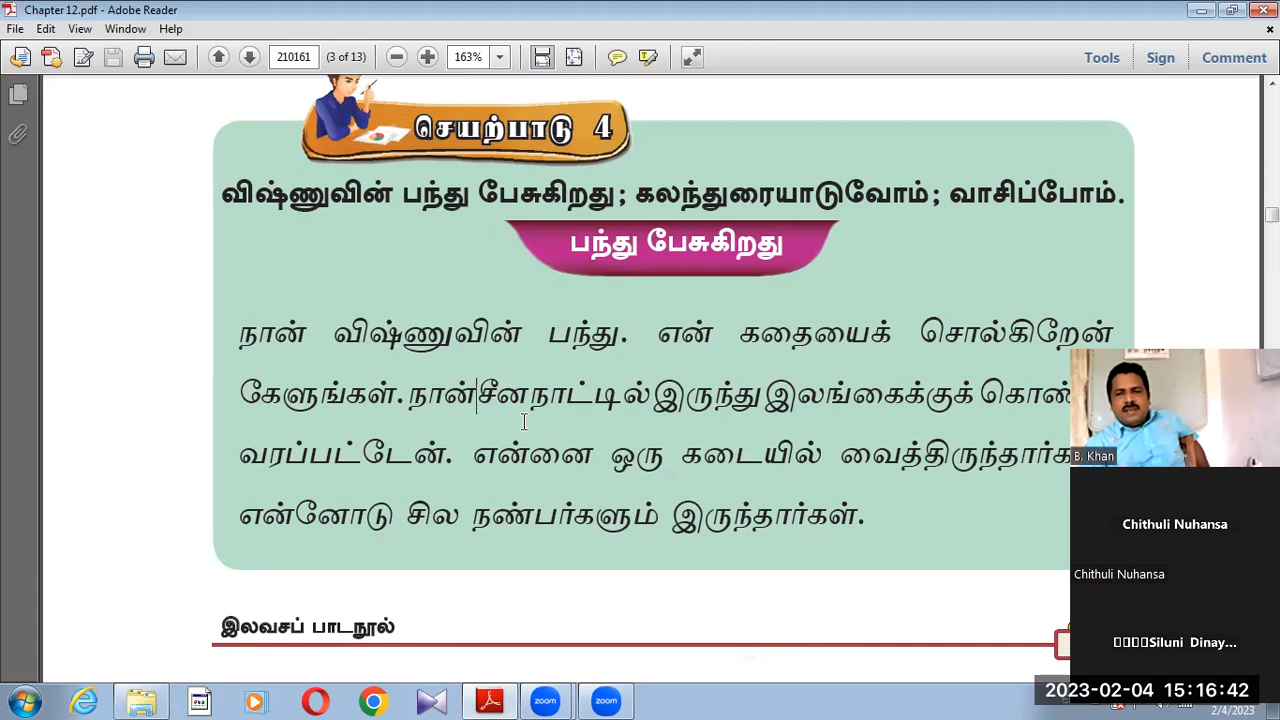 Chapter 12.pdf - Adobe Reader
File Edit View Window Help
210161 (3 of 13) 163% Tools Sign Comment
செயற்பாடு 4
விஷ்ணுவின் பந்து பேசுகிறது; கலந்துரையாடுவோம்; வாசிப்போம்.
பந்து பேசுகிறது
நான் விஷ்ணுவின் பந்து. என் கதையைக் சொல்கிறேன்
கேளுங்கள். நான் சீன நாட்டில் இருந்து இலங்கைக்குக்
வரப்பட்டேன். என்னை ஒரு கடையில்
என்னோடு சில நண்பர்களும் இருந்தார்கள்.
B. Khan
Chithuli Nuhansa
Chithuli Nuhansa
Siluni Dinay...
இலவசப் பாடநூல்
zoom zoom
2023-02-04 15:16:42
2/4/2023